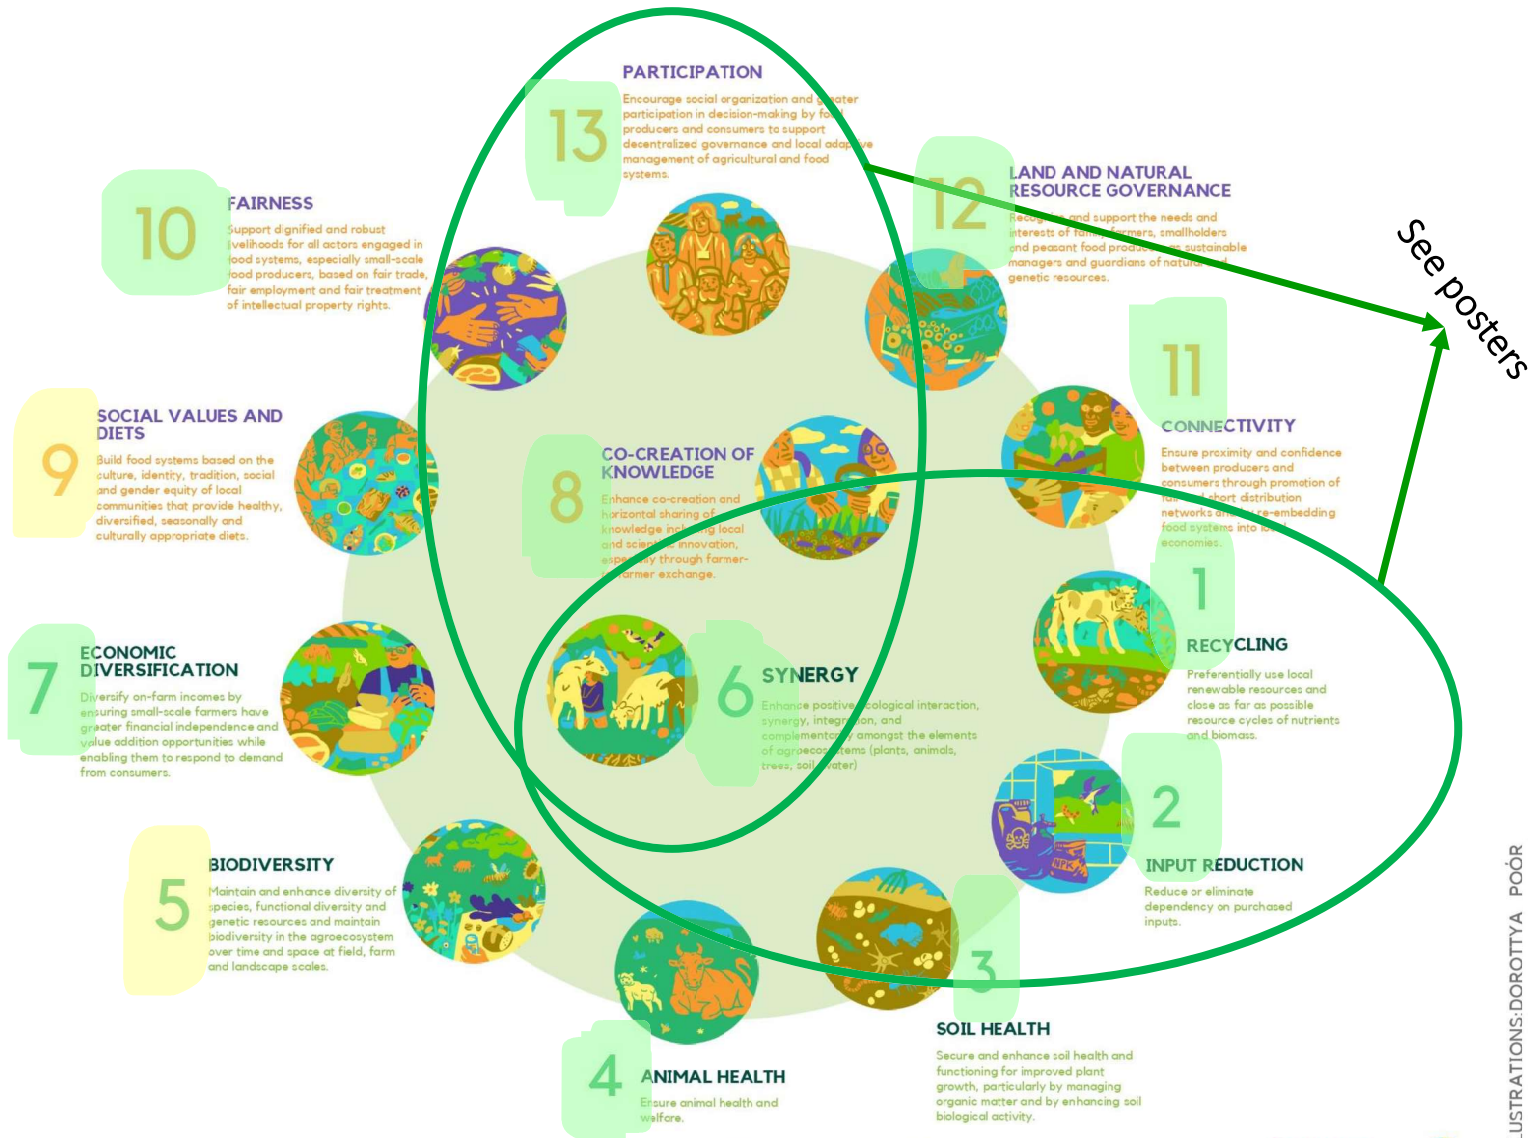 PARTICIPATION
13
Encourage social organization and greater
participation in decision-making by food
producers and consumers to support
decentralized governance and local adaptive
management of agricultural and food
systems.
12
LAND AND NATURAL
RESOURCE GOVERNANCE
Recognise and support the needs and
interests of family farmers, smallholders
and peasant food producers as sustainable
managers and guardians of natural and
genetic resources.
See posters
10
FAIRNESS
Support dignified and robust
livelihoods for all actors engaged in
food systems, especially small-scale
food producers, based on fair trade,
fair employment and fair treatment
of intellectual property rights.
11
CONNECTIVITY
Ensure proximity and confidence
between producers and
consumers through promotion of
fair and short distribution
networks and by re-embedding
food systems into local
economies.
9
SOCIAL VALUES AND
DIETS
Build food systems based on the
culture, identity, tradition, social
and gender equity of local
communities that provide healthy,
diversified, seasonally and
culturally appropriate diets.
8
CO-CREATION OF
KNOWLEDGE
Enhance co-creation and
horizontal sharing of
knowledge including local
and scientific innovation,
especially through farmer-
to-farmer exchange.
1
RECYCLING
Preferentially use local
renewable resources and
close as far as possible
resource cycles of nutrients
and biomass.
7
ECONOMIC
DIVERSIFICATION
Diversify on-farm incomes by
ensuring small-scale farmers have
greater financial independence and
value addition opportunities while
enabling them to respond to demand
from consumers.
6
SYNERGY
Enhance positive ecological interaction,
synergy, integration, and
complementarity amongst the elements
of agroecosystems (plants, animals,
trees, soil, water)
2
INPUT REDUCTION
Reduce or eliminate
dependency on purchased
inputs.
NPK
5
BIODIVERSITY
Maintain and enhance diversity of
species, functional diversity and
genetic resources and maintain
biodiversity in the agroecosystem
over time and space at field, farm
and landscape scales.
3
SOIL HEALTH
Secure and enhance soil health and
functioning for improved plant
growth, particularly by managing
organic matter and by enhancing soil
biological activity.
4
ANIMAL HEALTH
Ensure animal health and
welfare.
LUSTRATIONS:DOROTTYA POÓR